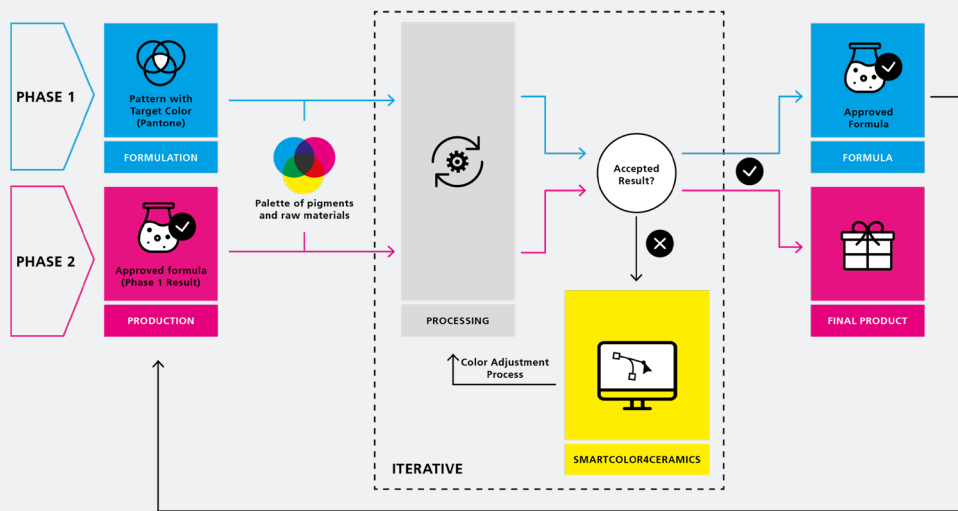 PHASE 1
Pattern with
Target Color
(Pantone)
FORMULATION
Palette of pigments
and raw materials
PHASE 2
Approved formula
(Phase 1 Result)
PRODUCTION
PROCESSING
Accepted
Result?
Color Adjustment
Process
SMARTCOLOR4CERAMICS
ITERATIVE
Approved
Formula
FORMULA
FINAL PRODUCT